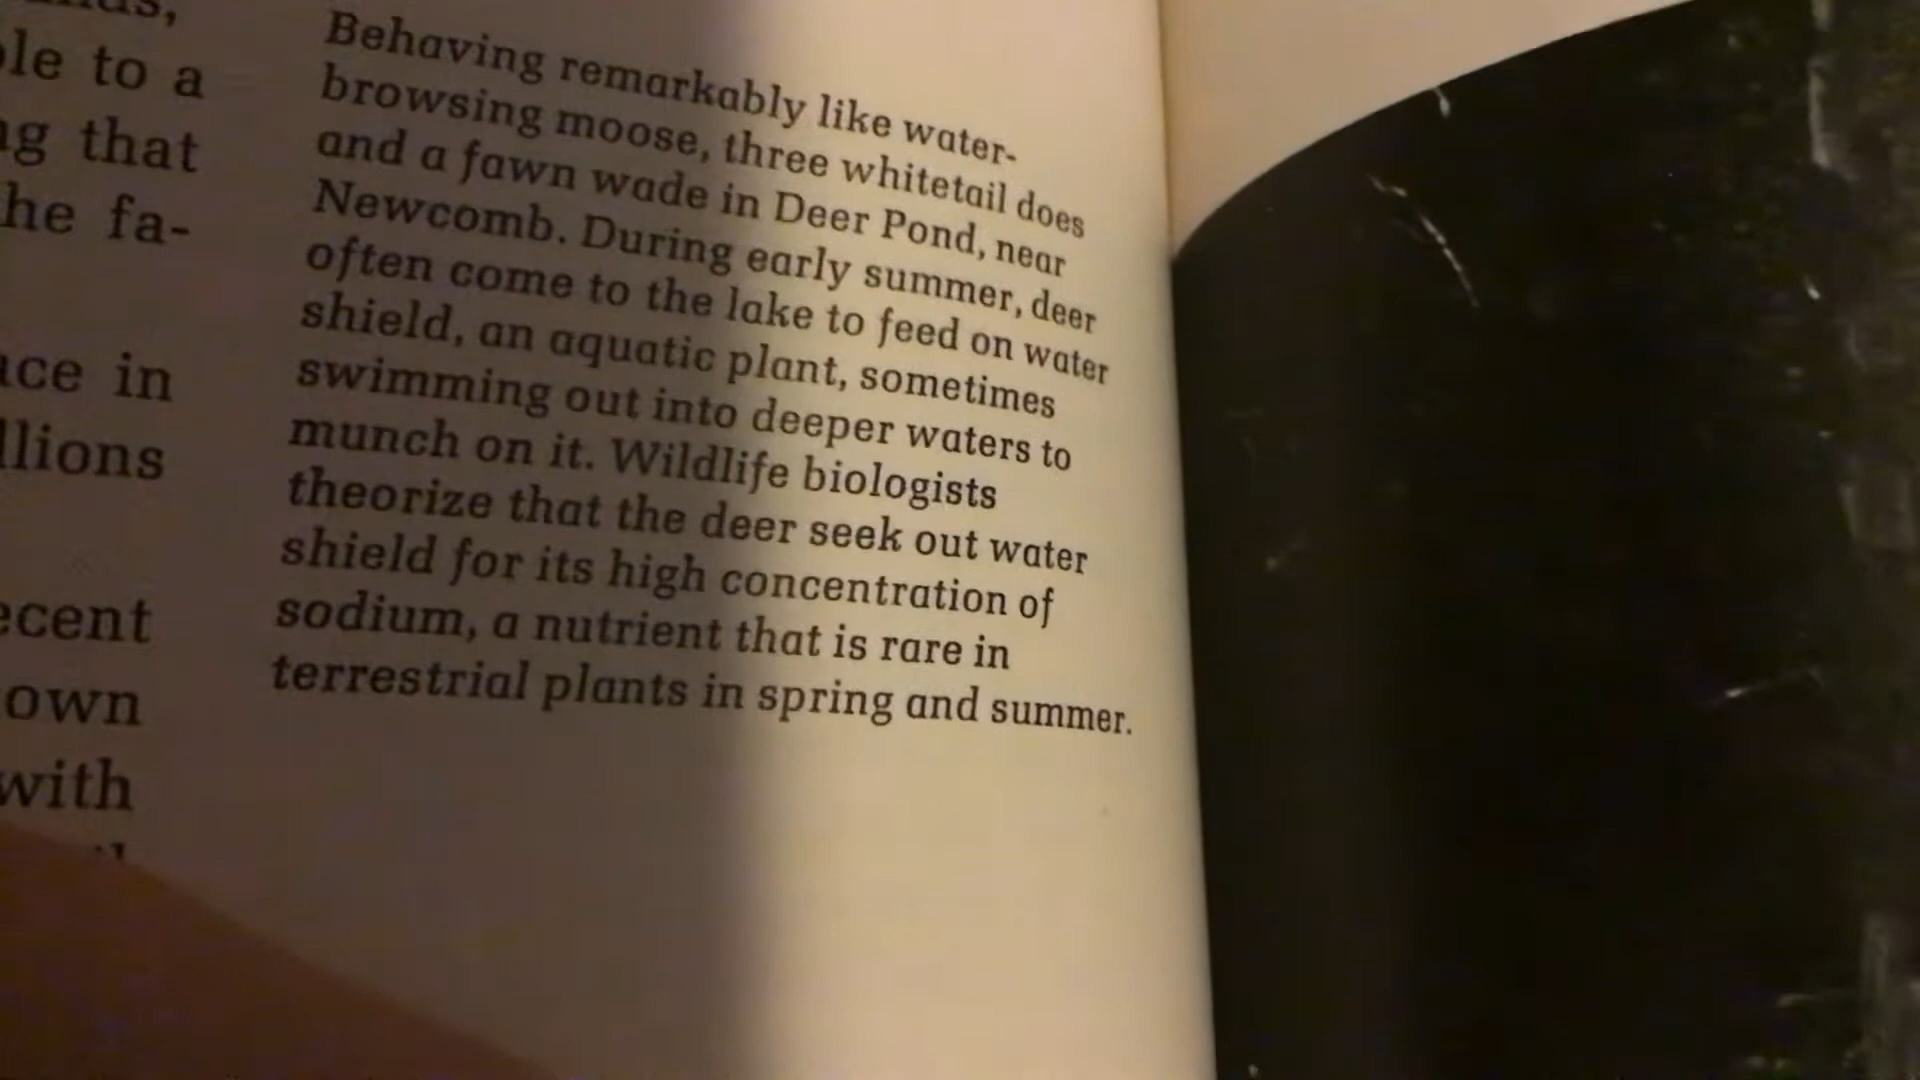 ple to a
ng that
the fa-
ace in
llions
ecent
own
with
Behaving remarkably like water-
browsing moose, three whitetail does
and a fawn wade in Deer Pond, near
Newcomb. During early summer, deer
often come to the lake to feed on water
shield, an aquatic plant, sometimes
swimming out into deeper waters to
munch on it. Wildlife biologists
theorize that the deer seek out water
shield for its high concentration of
sodium, a nutrient that is rare in
terrestrial plants in spring and summer.